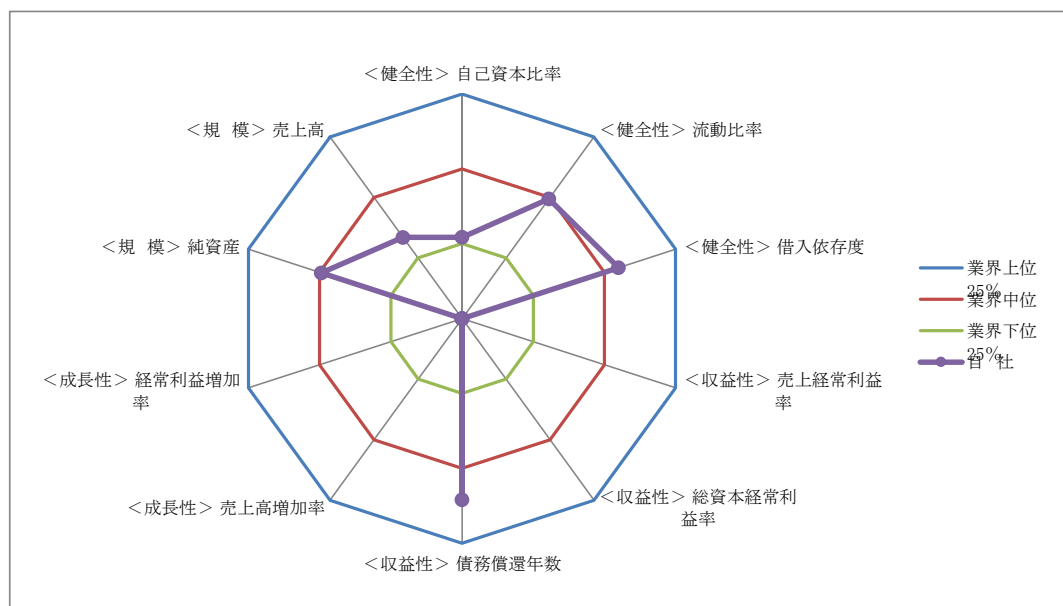 ＜健全性＞ 自己資本比率
＜規 模＞ 売上高
＜健全性＞ 流動比率
＜規 模＞ 純資産
＜健全性＞ 借入依存度
業界上位
25%
業界中位
業界下位
25%
自 社
＜成長性＞ 経常利益増加
率
＜収益性＞ 売上経常利益
率
＜成長性＞ 売上高増加率
＜収益性＞ 総資本経常利
益率
＜収益性＞ 債務償還年数